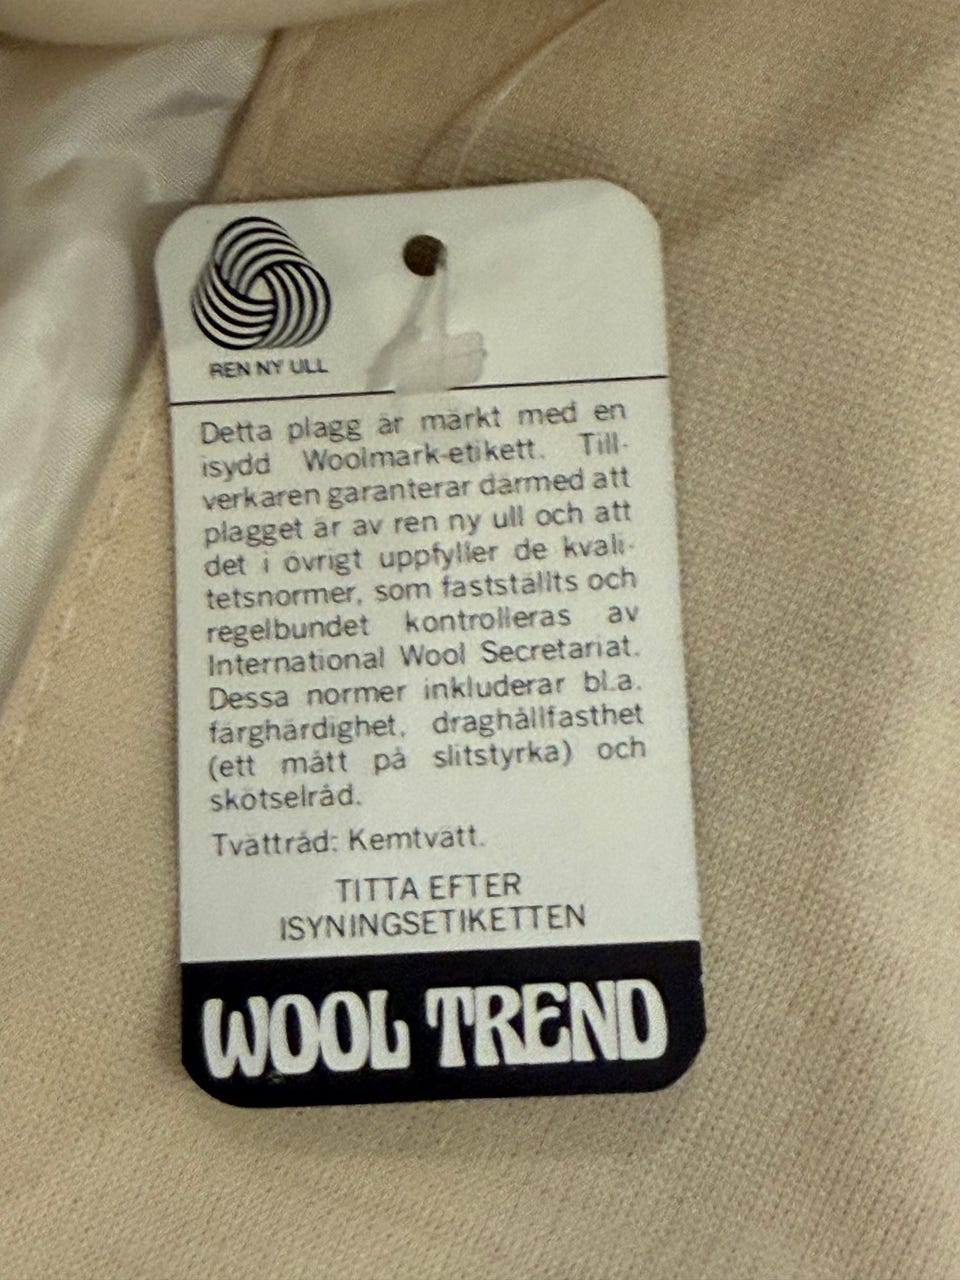 REN NY ULL
Detta plagg är märkt med en
isydd Woolmark-etikett. Till-
verkaren garanterar därmed att
plagget är av ren ny ull och att
det i övrigt uppfyller de kvali-
tetsnormer, som fastställts och
regelbundet kontrolleras av
International Wool Secretariat.
Dessa normer inkluderar bl.a.
färghärdighet, draghållfasthet
(ett mått på slitstyrka) och
skötselråd.
Tvättråd: Kemtvätt.
TITTA EFTER
ISYNINGSETIKETTEN
WOOL TREND